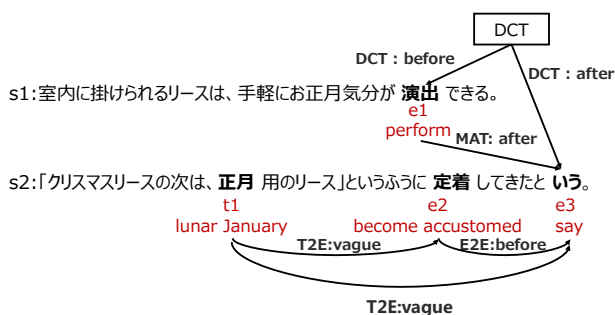 DCT
DCT : before
DCT : after
s1:室内に掛けられるリースは、手軽にお正月気分が 演出 できる。
e1
perform
MAT: after
s2:「クリスマスリースの次は、正月 用のリース」というふうに 定着 してきたと いう。
t1 e2 e3
lunar January become accustomed say
T2E:vague E2E:before
T2E:vague